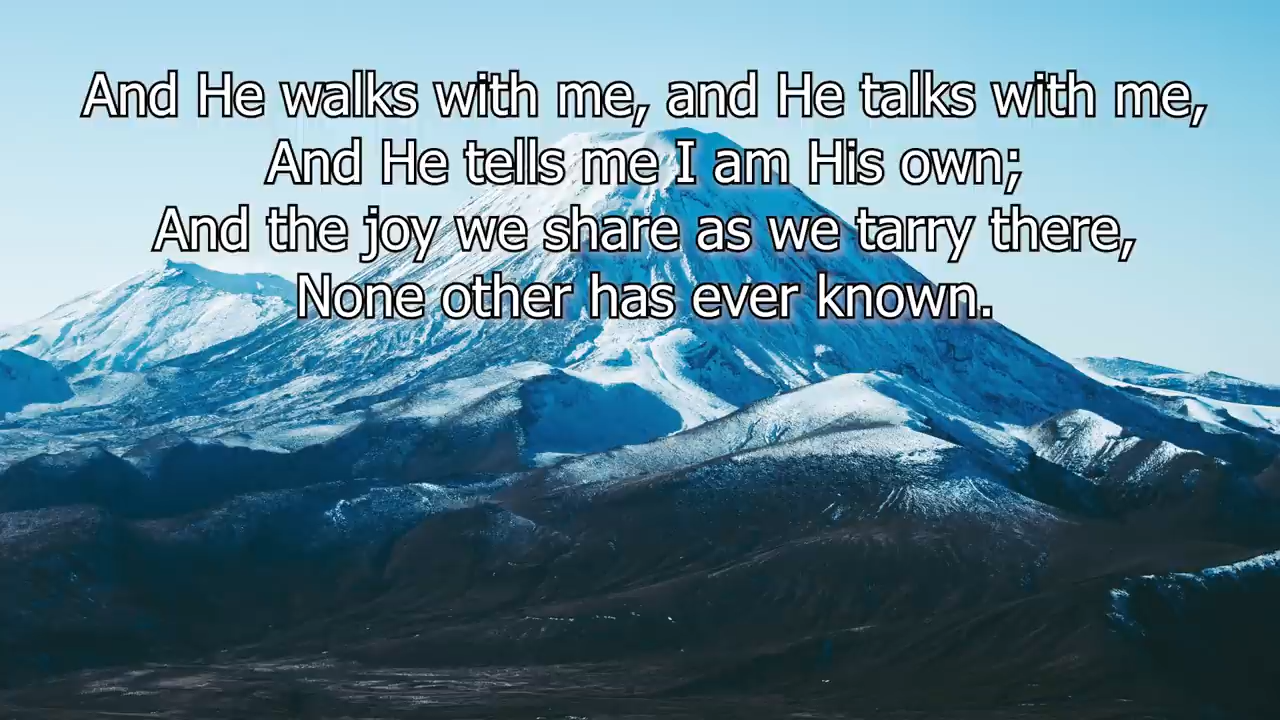 And He walks with me, and He talks with me,
And He tells me I am His own;
And the joy we share as we tarry there,
None other has ever known.